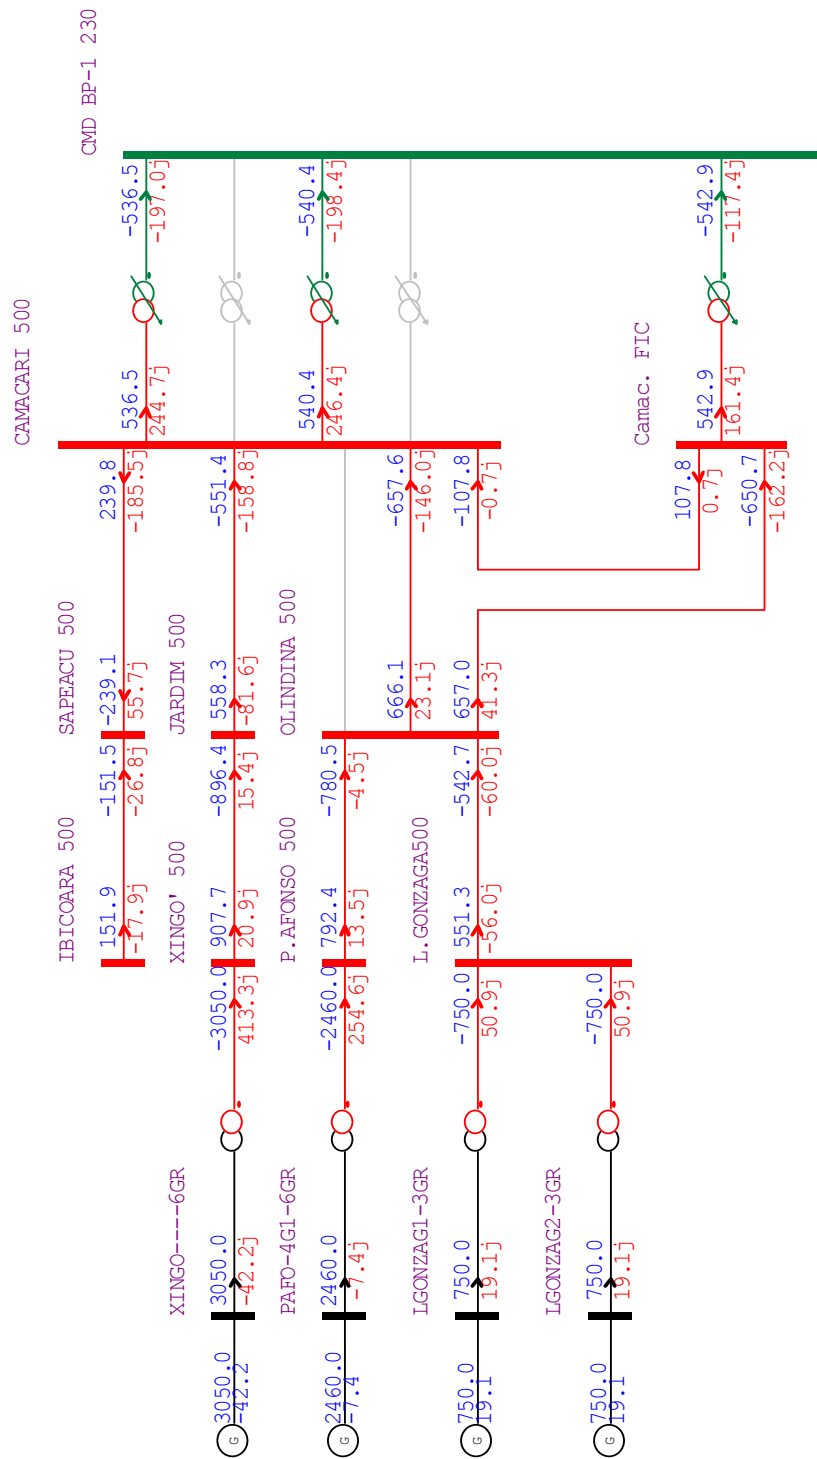 CMD BP-1 230
-536.5
-197.0j
-540.4
-198.4j
-542.9
-117.4j
CAMACARI 500
536.5
244.7j
540.4
246.4j
Camac. FIC
542.9
161.4j
239.8
-185.5j
-551.4
-158.8j
-657.6
-146.0j
-107.8
-0.7j
107.8
0.7j
-650.7
-162.2j
SAPEACU 500
-239.1
55.7j
JARDIM 500
558.3
-81.6j
OLINDINA 500
666.1
23.1j
657.0
41.3j
-151.5
-26.8j
-896.4
15.4j
-780.5
-4.5j
-542.7
-60.0j
IBICOARA 500
151.9
-17.9j
XINGO' 500
907.7
20.9j
P.AFONSO 500
792.4
13.5j
L.GONZAGA500
551.3
-56.0j
-3050.0
413.3j
-2460.0
254.6j
-750.0
50.9j
-750.0
50.9j
XINGO----6GR
3050.0
-42.2j
PAFO-4G1-6GR
2460.0
-7.4j
LGONZAG1-3GR
750.0
19.1j
LGONZAG2-3GR
750.0
19.1j
3050.0
-42.2
2460.0
-7.4
750.0
19.1
750.0
19.1
G
G
G
G